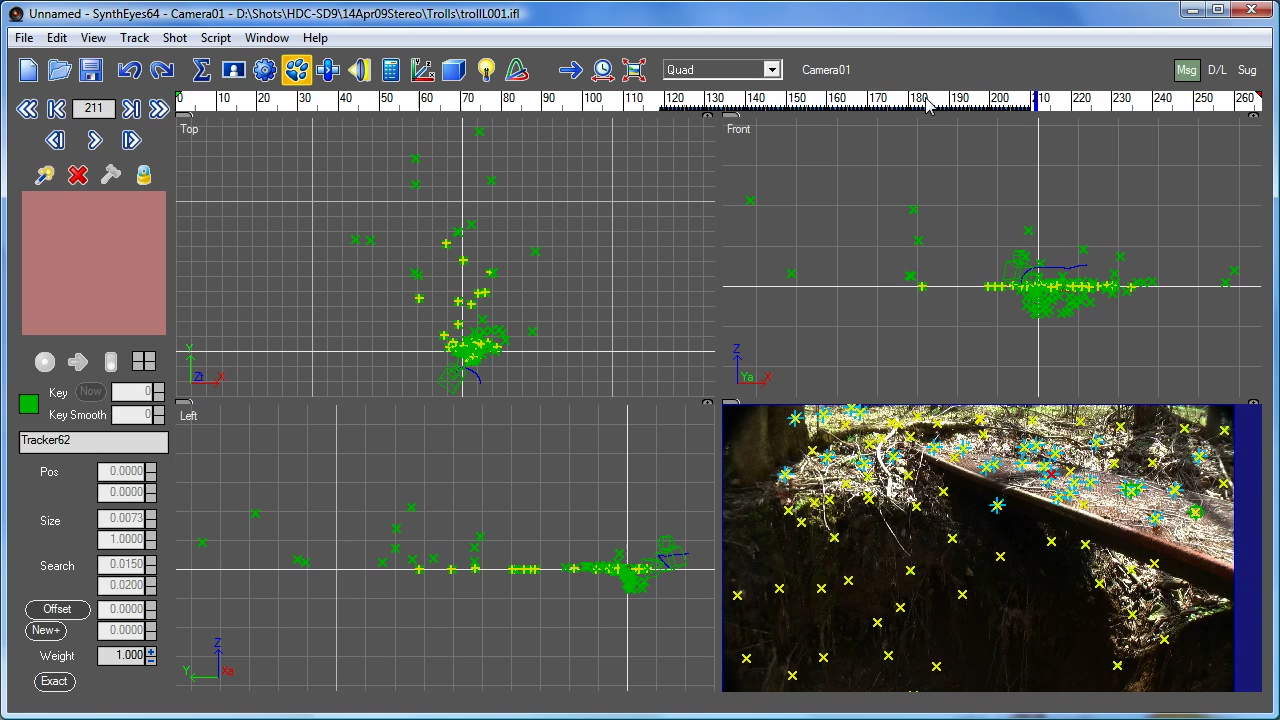 Unnamed - SynthEyes64 - Camera01 - D:\Shots\HDC-SD9\14Apr09Stereo\Trolls\trollL001.ifl
File Edit View Track Shot Script Window Help
Quad Camera01 Msg D/L Sug
211 0 10 20 30 40 50 60 70 80 90 100 110 120 130 140 150 160 170 180 190 200 210 220 230 240 250 260
Top
Front
Y
Zt X
Z
Ya X
Left
Z
Y Xa
Key Now 0
Key Smooth 0
Tracker62
Pos 0.0000
0.0000
Size 0.0073
1.0000
Search 0.0150
0.0200
Offset 0.0000
New+ 0.0000
Weight 1.000
Exact